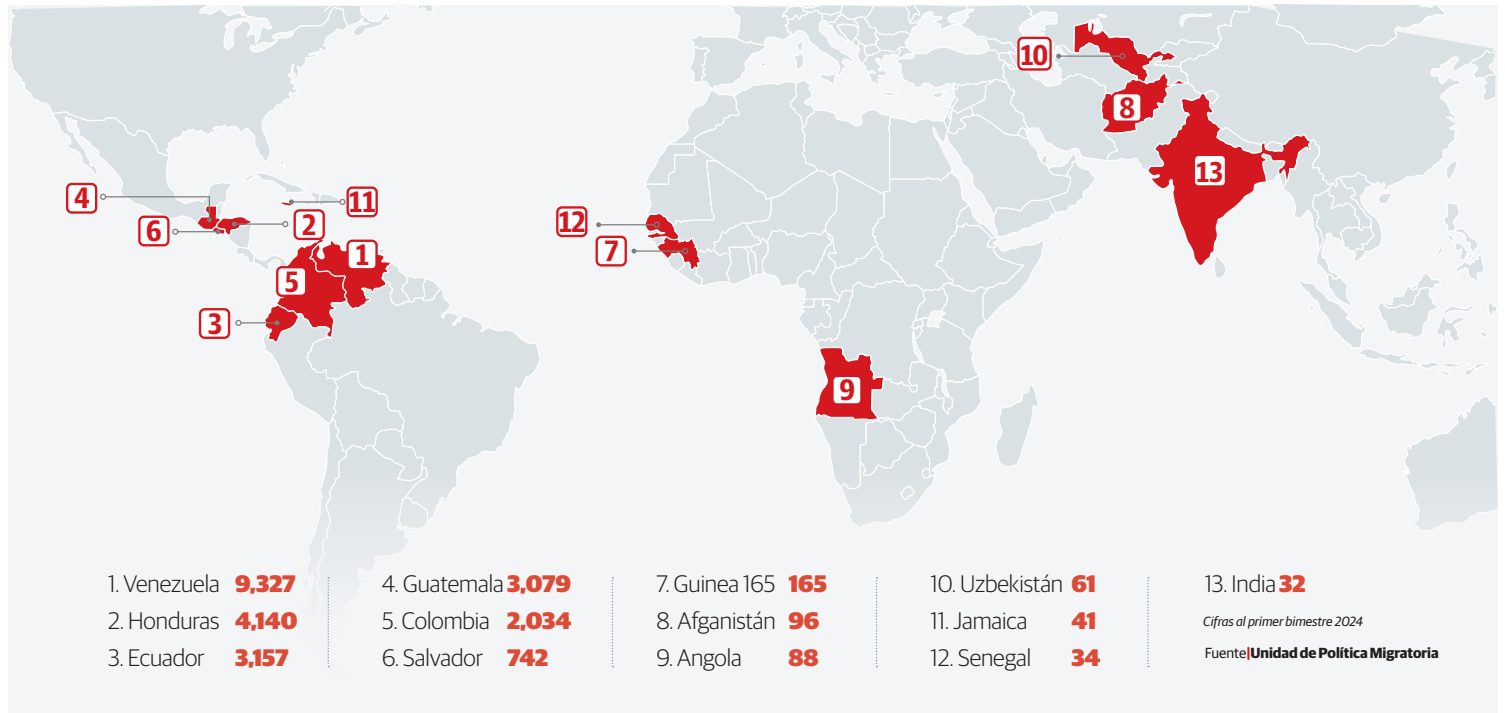 10
8
13
4
11
2
6
12
1
7
5
3
9
1. Venezuela 9,327
2. Honduras 4,140
3. Ecuador 3,157
4. Guatemala 3,079
5. Colombia 2,034
6. Salvador 742
7. Guinea 165 165
8. Afganistán 96
9. Angola 88
10. Uzbekistán 61
11. Jamaica 41
12. Senegal 34
13. India 32
Cifras al primer bimestre 2024
Fuente|Unidad de Política Migratoria